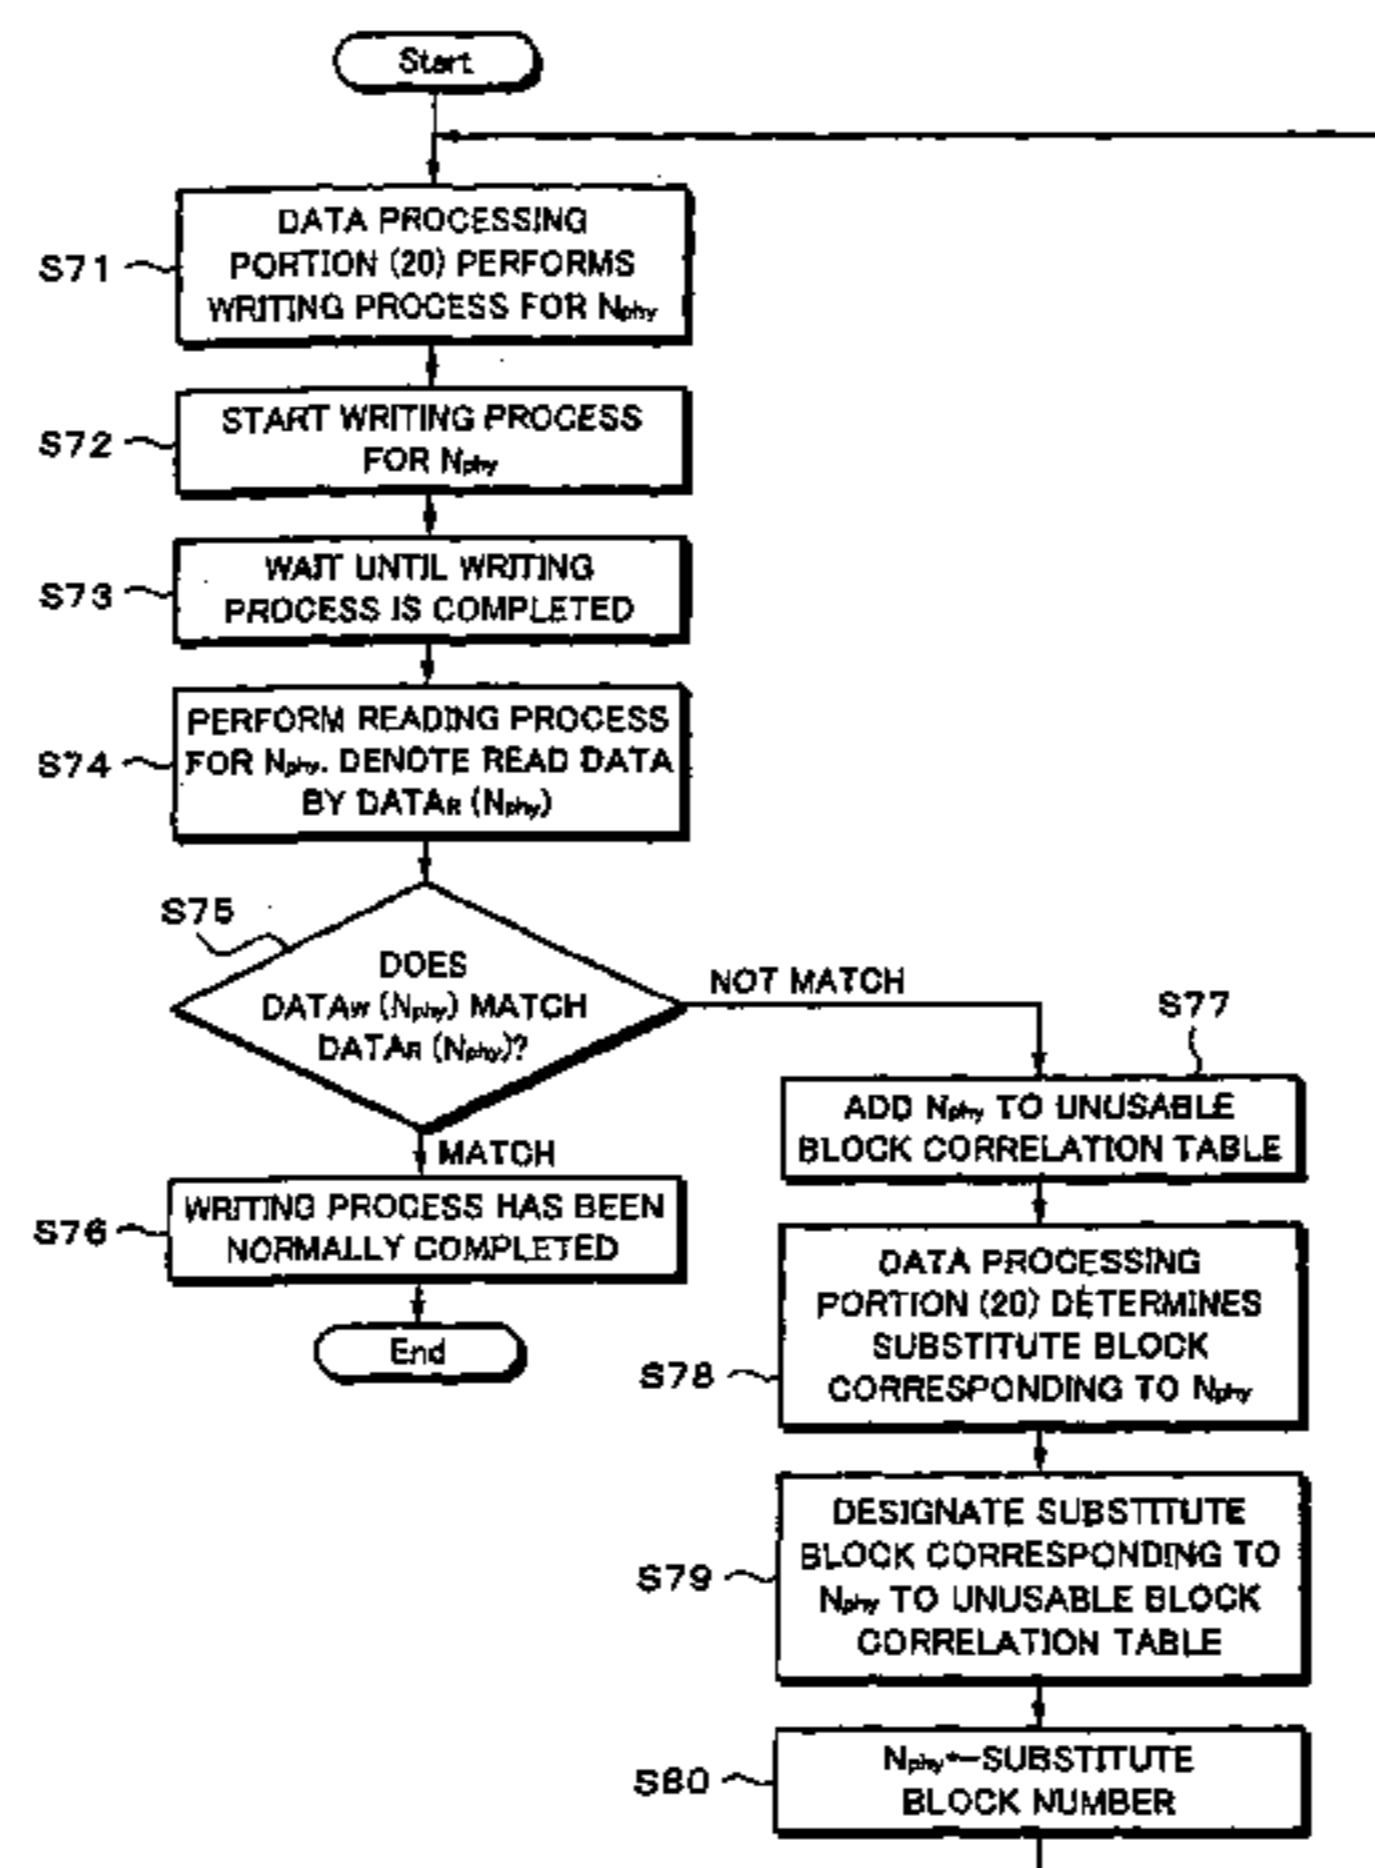 Start
S71
DATA PROCESSING
PORTION (20) PERFORMS
WRITING PROCESS FOR Nphy
S72
START WRITING PROCESS
FOR Nphy
S73
WAIT UNTIL WRITING
PROCESS IS COMPLETED
S74
PERFORM READING PROCESS
FOR Nphy. DENOTE READ DATA
BY DATAR (Nphy)
S75
DOES
DATAW (Nphy) MATCH
DATAR (Nphy)?
NOT MATCH
MATCH
S76
WRITING PROCESS HAS BEEN
NORMALLY COMPLETED
End
S77
ADD Nphy TO UNUSABLE
BLOCK CORRELATION TABLE
S78
DATA PROCESSING
PORTION (20) DETERMINES
SUBSTITUTE BLOCK
CORRESPONDING TO Nphy
S79
DESIGNATE SUBSTITUTE
BLOCK CORRESPONDING TO
Nphy TO UNUSABLE BLOCK
CORRELATION TABLE
S80
Nphy←SUBSTITUTE
BLOCK NUMBER